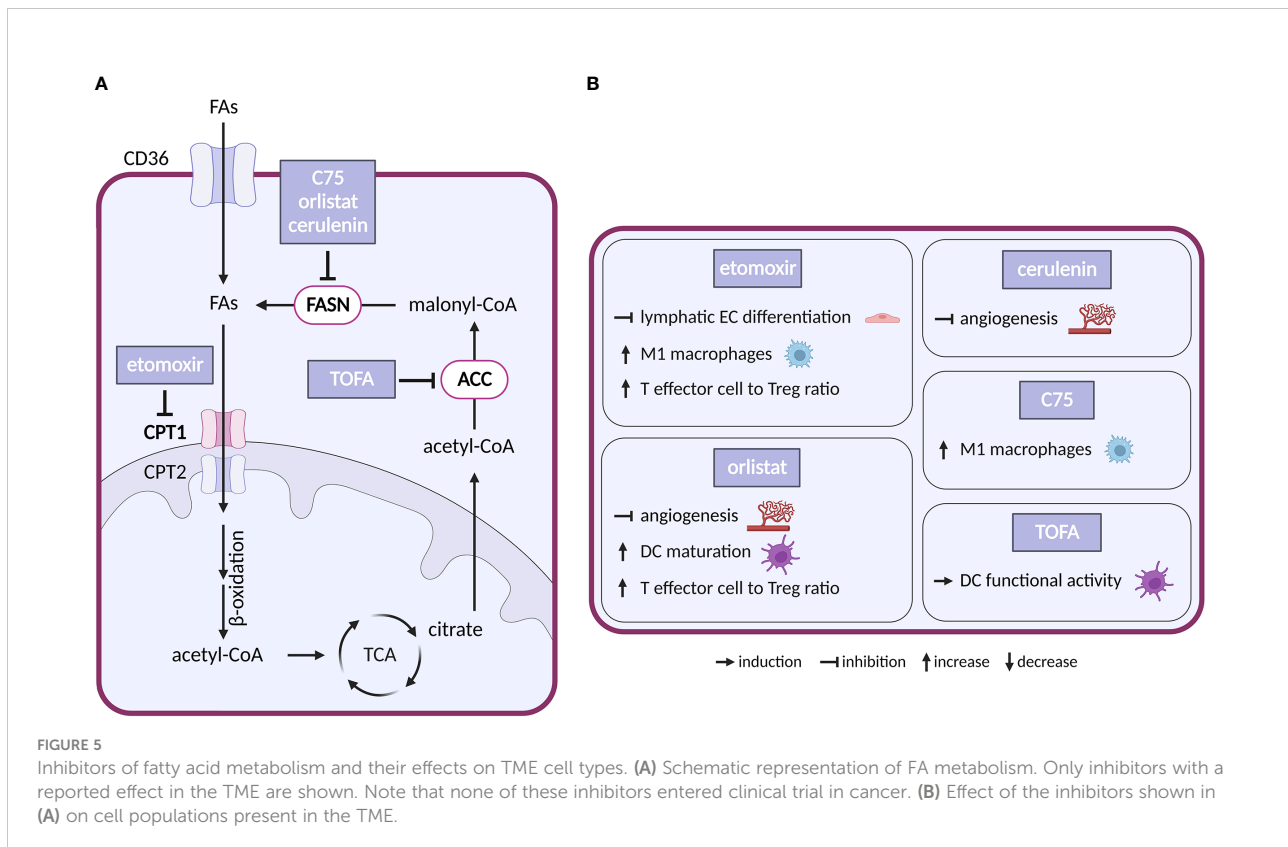 A
FAs
CD36
C75
orlistat
cerulenin
FAs
FASN
malonyl-CoA
etomoxir
TOFA
ACC
CPT1
acetyl-CoA
CPT2
β-oxidation
citrate
acetyl-CoA
TCA
B
etomoxir
lymphatic EC differentiation
M1 macrophages
T effector cell to Treg ratio
orlistat
angiogenesis
DC maturation
T effector cell to Treg ratio
cerulenin
angiogenesis
C75
M1 macrophages
TOFA
DC functional activity
induction inhibition increase decrease
FIGURE 5
Inhibitors of fatty acid metabolism and their effects on TME cell types. (A) Schematic representation of FA metabolism. Only inhibitors with a
reported effect in the TME are shown. Note that none of these inhibitors entered clinical trial in cancer. (B) Effect of the inhibitors shown in
(A) on cell populations present in the TME.